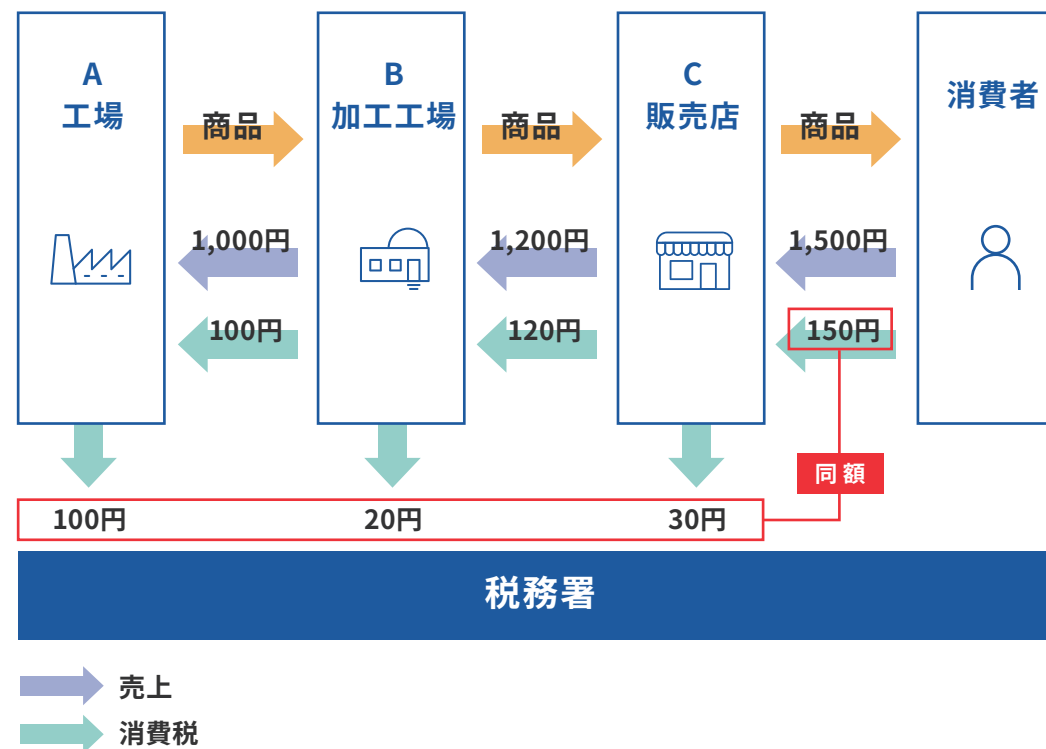 A
工場
B
加工工場
C
販売店
消費者
商品
商品
商品
1,000円
1,200円
1,500円
100円
120円
150円
同額
100円
20円
30円
税務署
売上
消費税